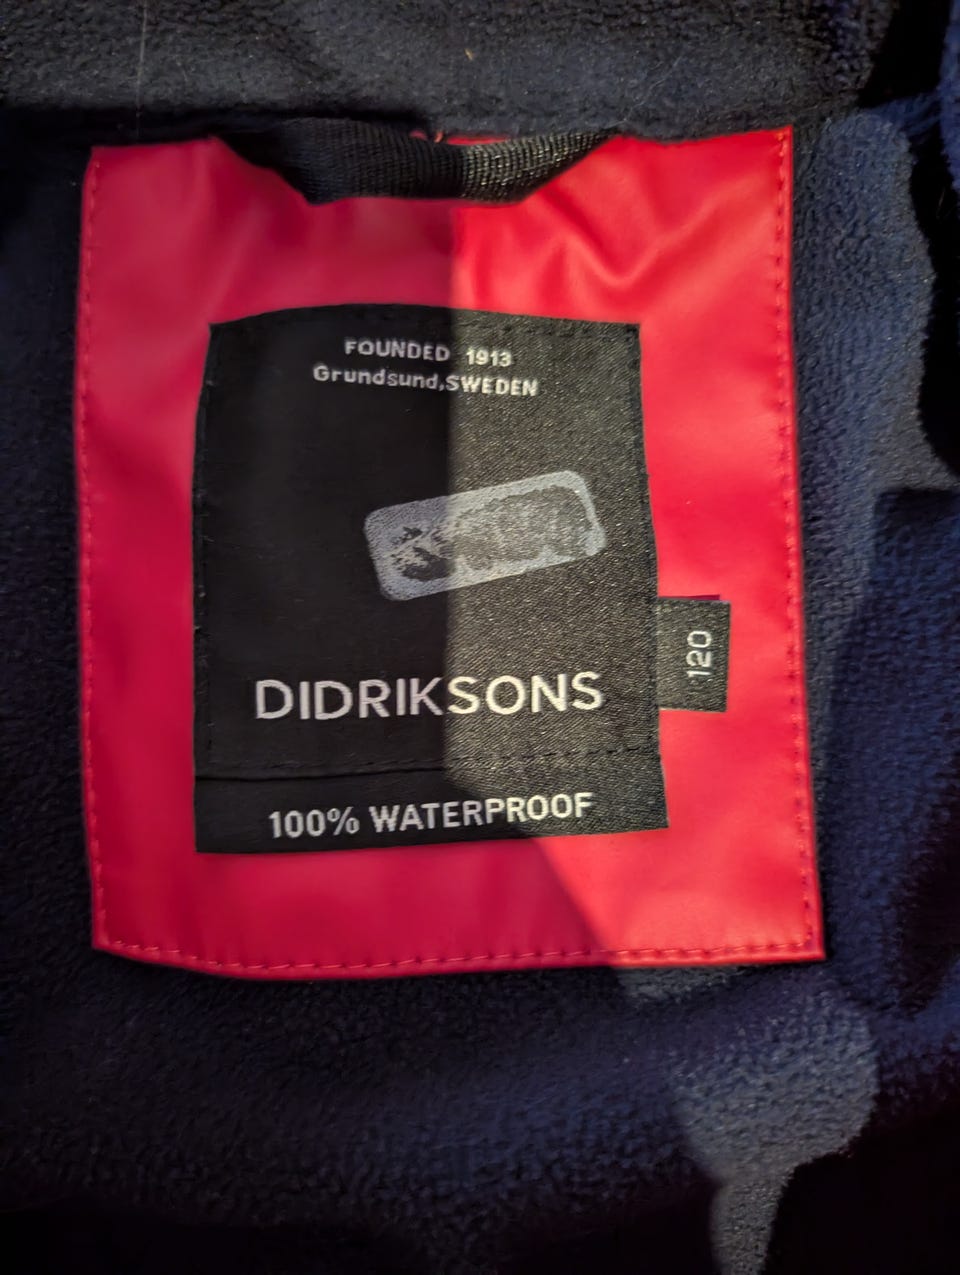 FOUNDED 1913
Grundsund,SWEDEN
DIDRIKSONS
100% WATERPROOF
120